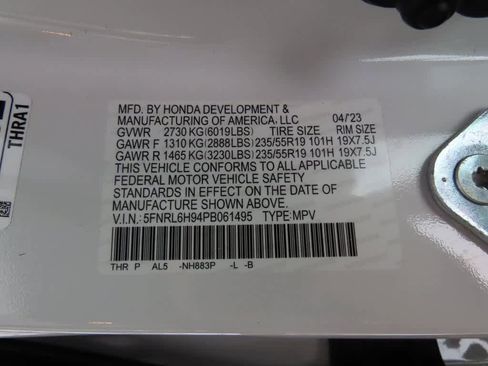 MFD. BY HONDA DEVELOPMENT &
MANUFACTURING OF AMERICA, LLC 04/'23
GVWR 2730 KG(6019LBS) TIRE SIZE RIM SIZE
GAWR F 1310 KG(2888LBS) 235/55R19 101H 19X7.5J
GAWR R 1465 KG(3230LBS) 235/55R19 101H 19X7.5J
THIS VEHICLE CONFORMS TO ALL APPLICABLE
FEDERAL MOTOR VEHICLE SAFETY
STANDARDS IN EFFECT ON THE DATE OF
MANUFACTURE SHOWN ABOVE.
V.I.N: 5FNRL6H94PB061495 TYPE:MPV
THR P AL5 -NH883P -L -B
THRA1